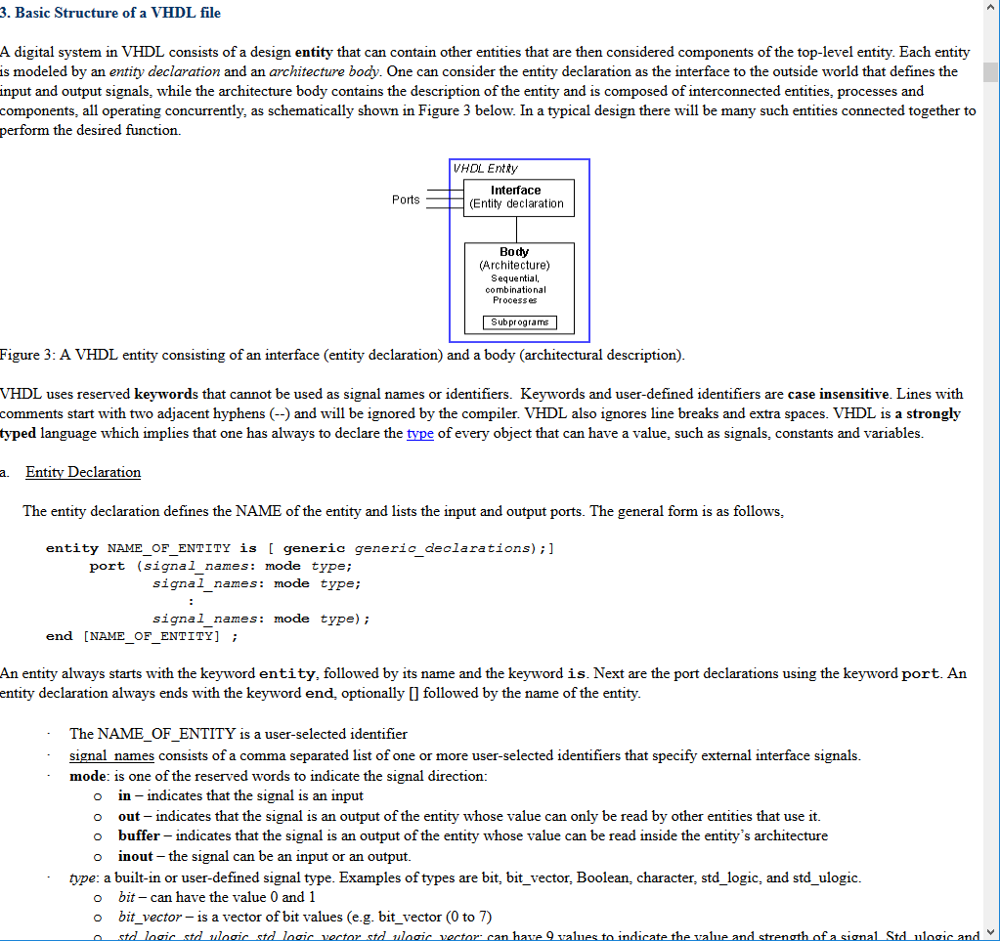 3. Basic Structure of a VHDL file
A digital system in VHDL consists of a design entity that can contain other entities that are then considered components of the top-level entity. Each entity
is modeled by an entity declaration and an architecture body. One can consider the entity declaration as the interface to the outside world that defines the
input and output signals, while the architecture body contains the description of the entity and is composed of interconnected entities, processes and
components, all operating concurrently, as schematically shown in Figure 3 below. In a typical design there will be many such entities connected together to
perform the desired function.
VHDL Entity
Ports
Interface
(Entity declaration
Body
(Architecture)
Sequential,
combinational
Processes
Subprograms
Figure 3: A VHDL entity consisting of an interface (entity declaration) and a body (architectural description).
VHDL uses reserved keywords that cannot be used as signal names or identifiers. Keywords and user-defined identifiers are case insensitive. Lines with
comments start with two adjacent hyphens (--) and will be ignored by the compiler. VHDL also ignores line breaks and extra spaces. VHDL is a strongly
typed language which implies that one has always to declare the type of every object that can have a value, such as signals, constants and variables.
a. Entity Declaration
The entity declaration defines the NAME of the entity and lists the input and output ports. The general form is as follows,
entity NAME_OF_ENTITY is [ generic generic_declarations);]
port (signal_names: mode type;
signal_names: mode type;
:
signal_names: mode type);
end [NAME_OF_ENTITY] ;
An entity always starts with the keyword entity, followed by its name and the keyword is. Next are the port declarations using the keyword port. An
entity declaration always ends with the keyword end, optionally [] followed by the name of the entity.
· The NAME_OF_ENTITY is a user-selected identifier
· signal_names consists of a comma separated list of one or more user-selected identifiers that specify external interface signals.
· mode: is one of the reserved words to indicate the signal direction:
o in – indicates that the signal is an input
o out – indicates that the signal is an output of the entity whose value can only be read by other entities that use it.
o buffer – indicates that the signal is an output of the entity whose value can be read inside the entity’s architecture
o inout – the signal can be an input or an output.
· type: a built-in or user-defined signal type. Examples of types are bit, bit_vector, Boolean, character, std_logic, and std_ulogic.
o bit – can have the value 0 and 1
o bit_vector – is a vector of bit values (e.g. bit_vector (0 to 7)
o std_logic, std_ulogic, std_logic_vector, std_ulogic_vector: can have 9 values to indicate the value and strength of a signal. Std_ulogic and